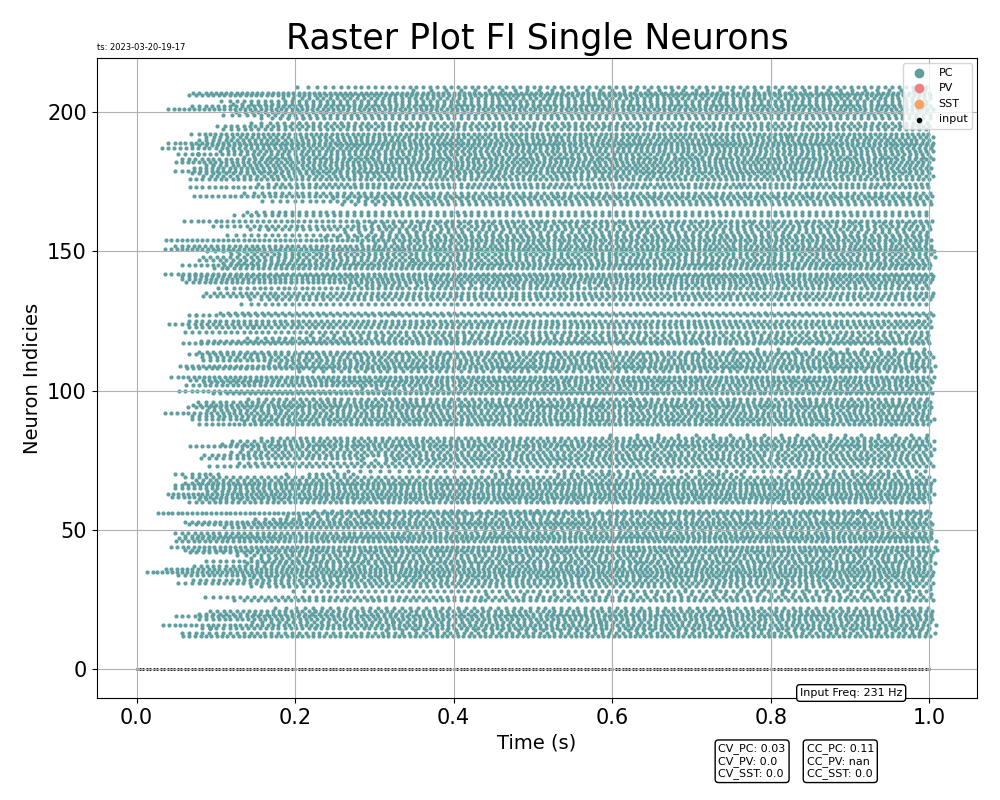 Raster Plot FI Single Neurons
ts: 2023-03-20-19-17
PC
PV
SST
input
200
150
100
50
0
Neuron Indicies
0.0 0.2 0.4 0.6 0.8 1.0
Time (s)
Input Freq: 231 Hz
CV_PC: 0.03
CV_PV: 0.0
CV_SST: 0.0
CC_PC: 0.11
CC_PV: nan
CC_SST: 0.0